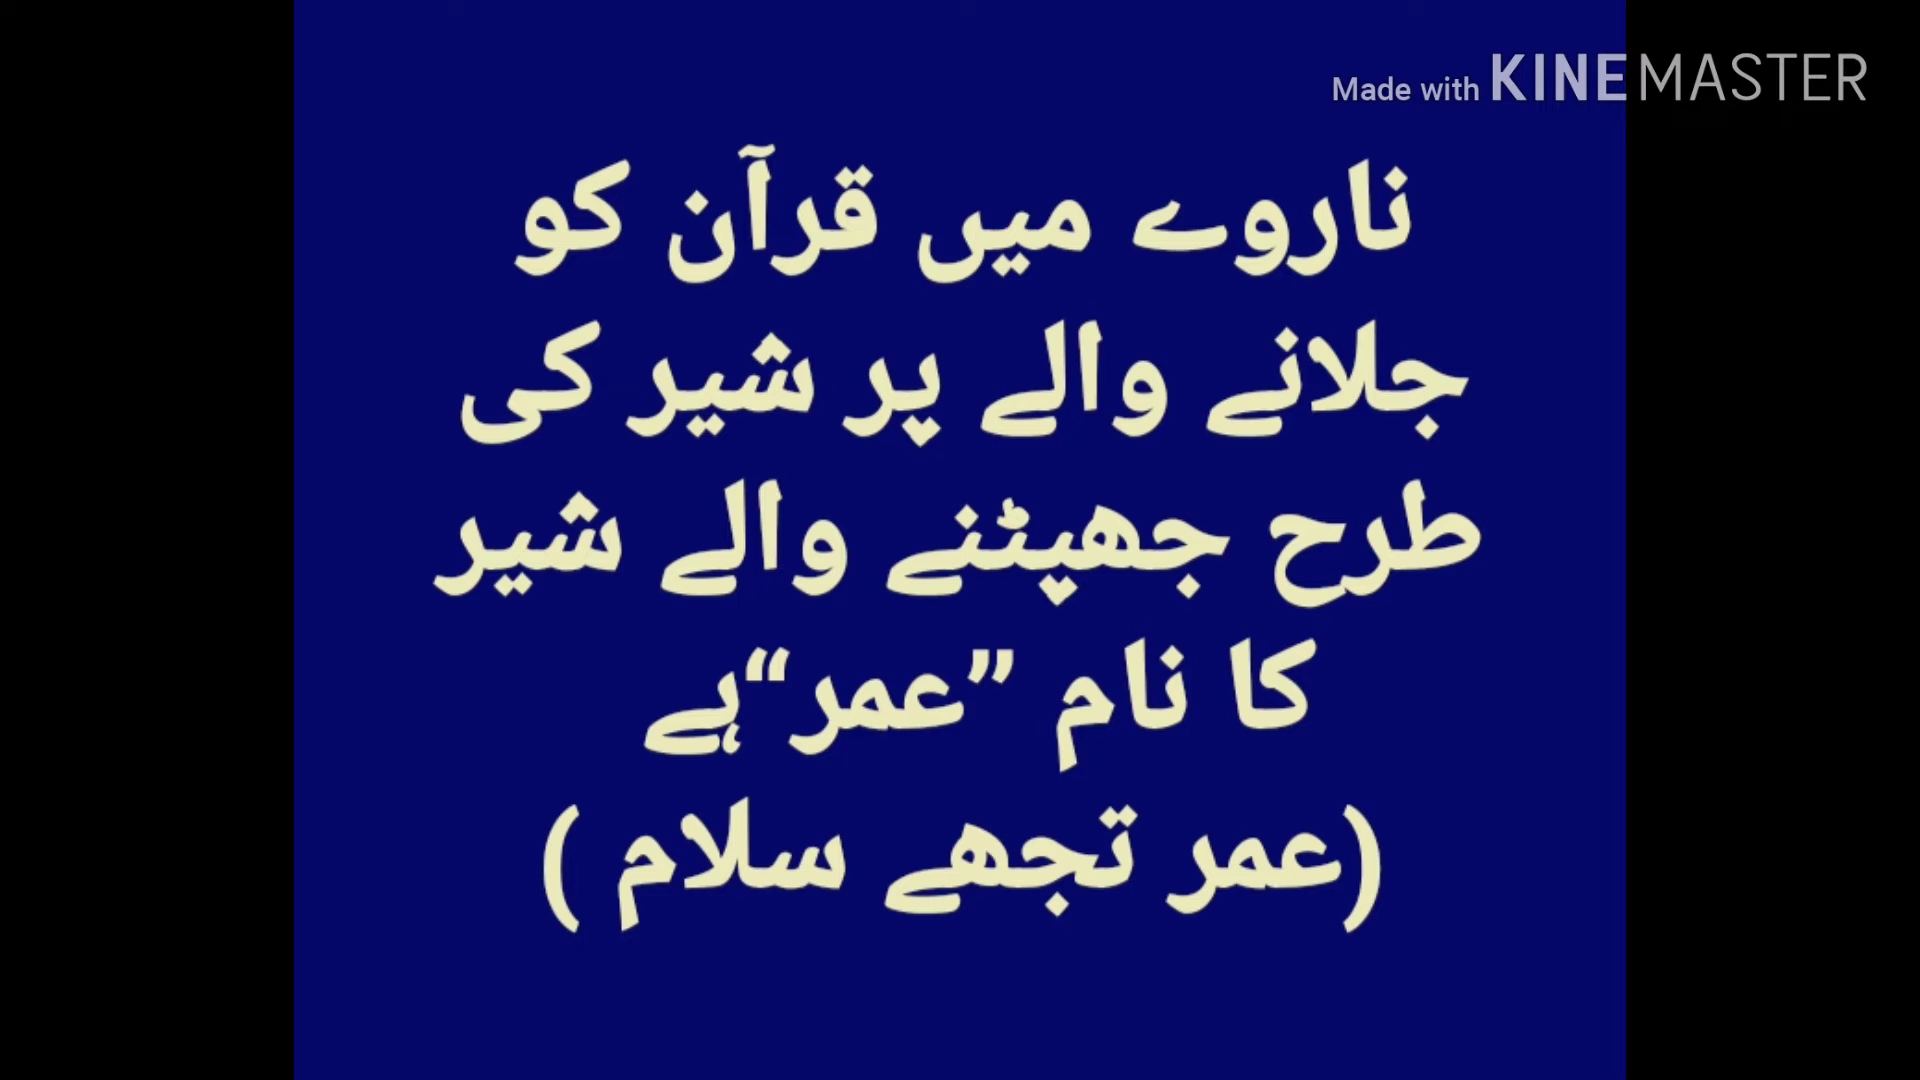 Made with KINEMASTER
ناروے میں قرآن کو
جلانے والے پر شیر کی
طرح جھپٹنے والے شیر
کا نام ”عمر“ہے
(عمر تجھے سلام )